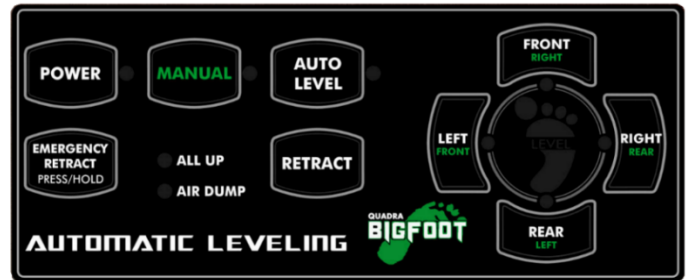 POWER
MANUAL
AUTO
LEVEL
FRONT
RIGHT
LEFT
FRONT
LEVEL
RIGHT
REAR
EMERGENCY
RETRACT
PRESS/HOLD
ALL UP
AIR DUMP
RETRACT
REAR
LEFT
AUTOMATIC LEVELING
QUADRA
BIGFOOT